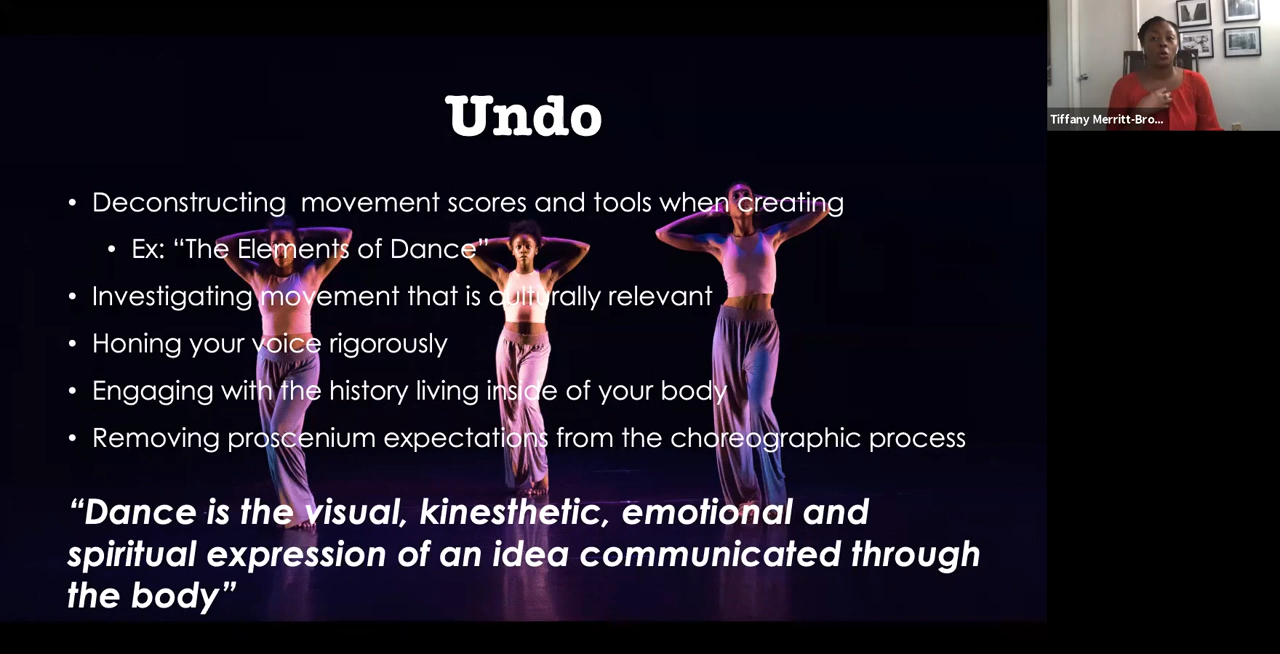 Undo
• Deconstructing  movement scores and tools when creating
• Ex: “The Elements of Dance”
• Investigating movement that is culturally relevant
• Honing your voice rigorously
• Engaging with the history living inside of your body
• Removing proscenium expectations from the choreographic process
“Dance is the visual, kinesthetic, emotional and
spiritual expression of an idea communicated through
the body”
Tiffany Merritt-Bro...